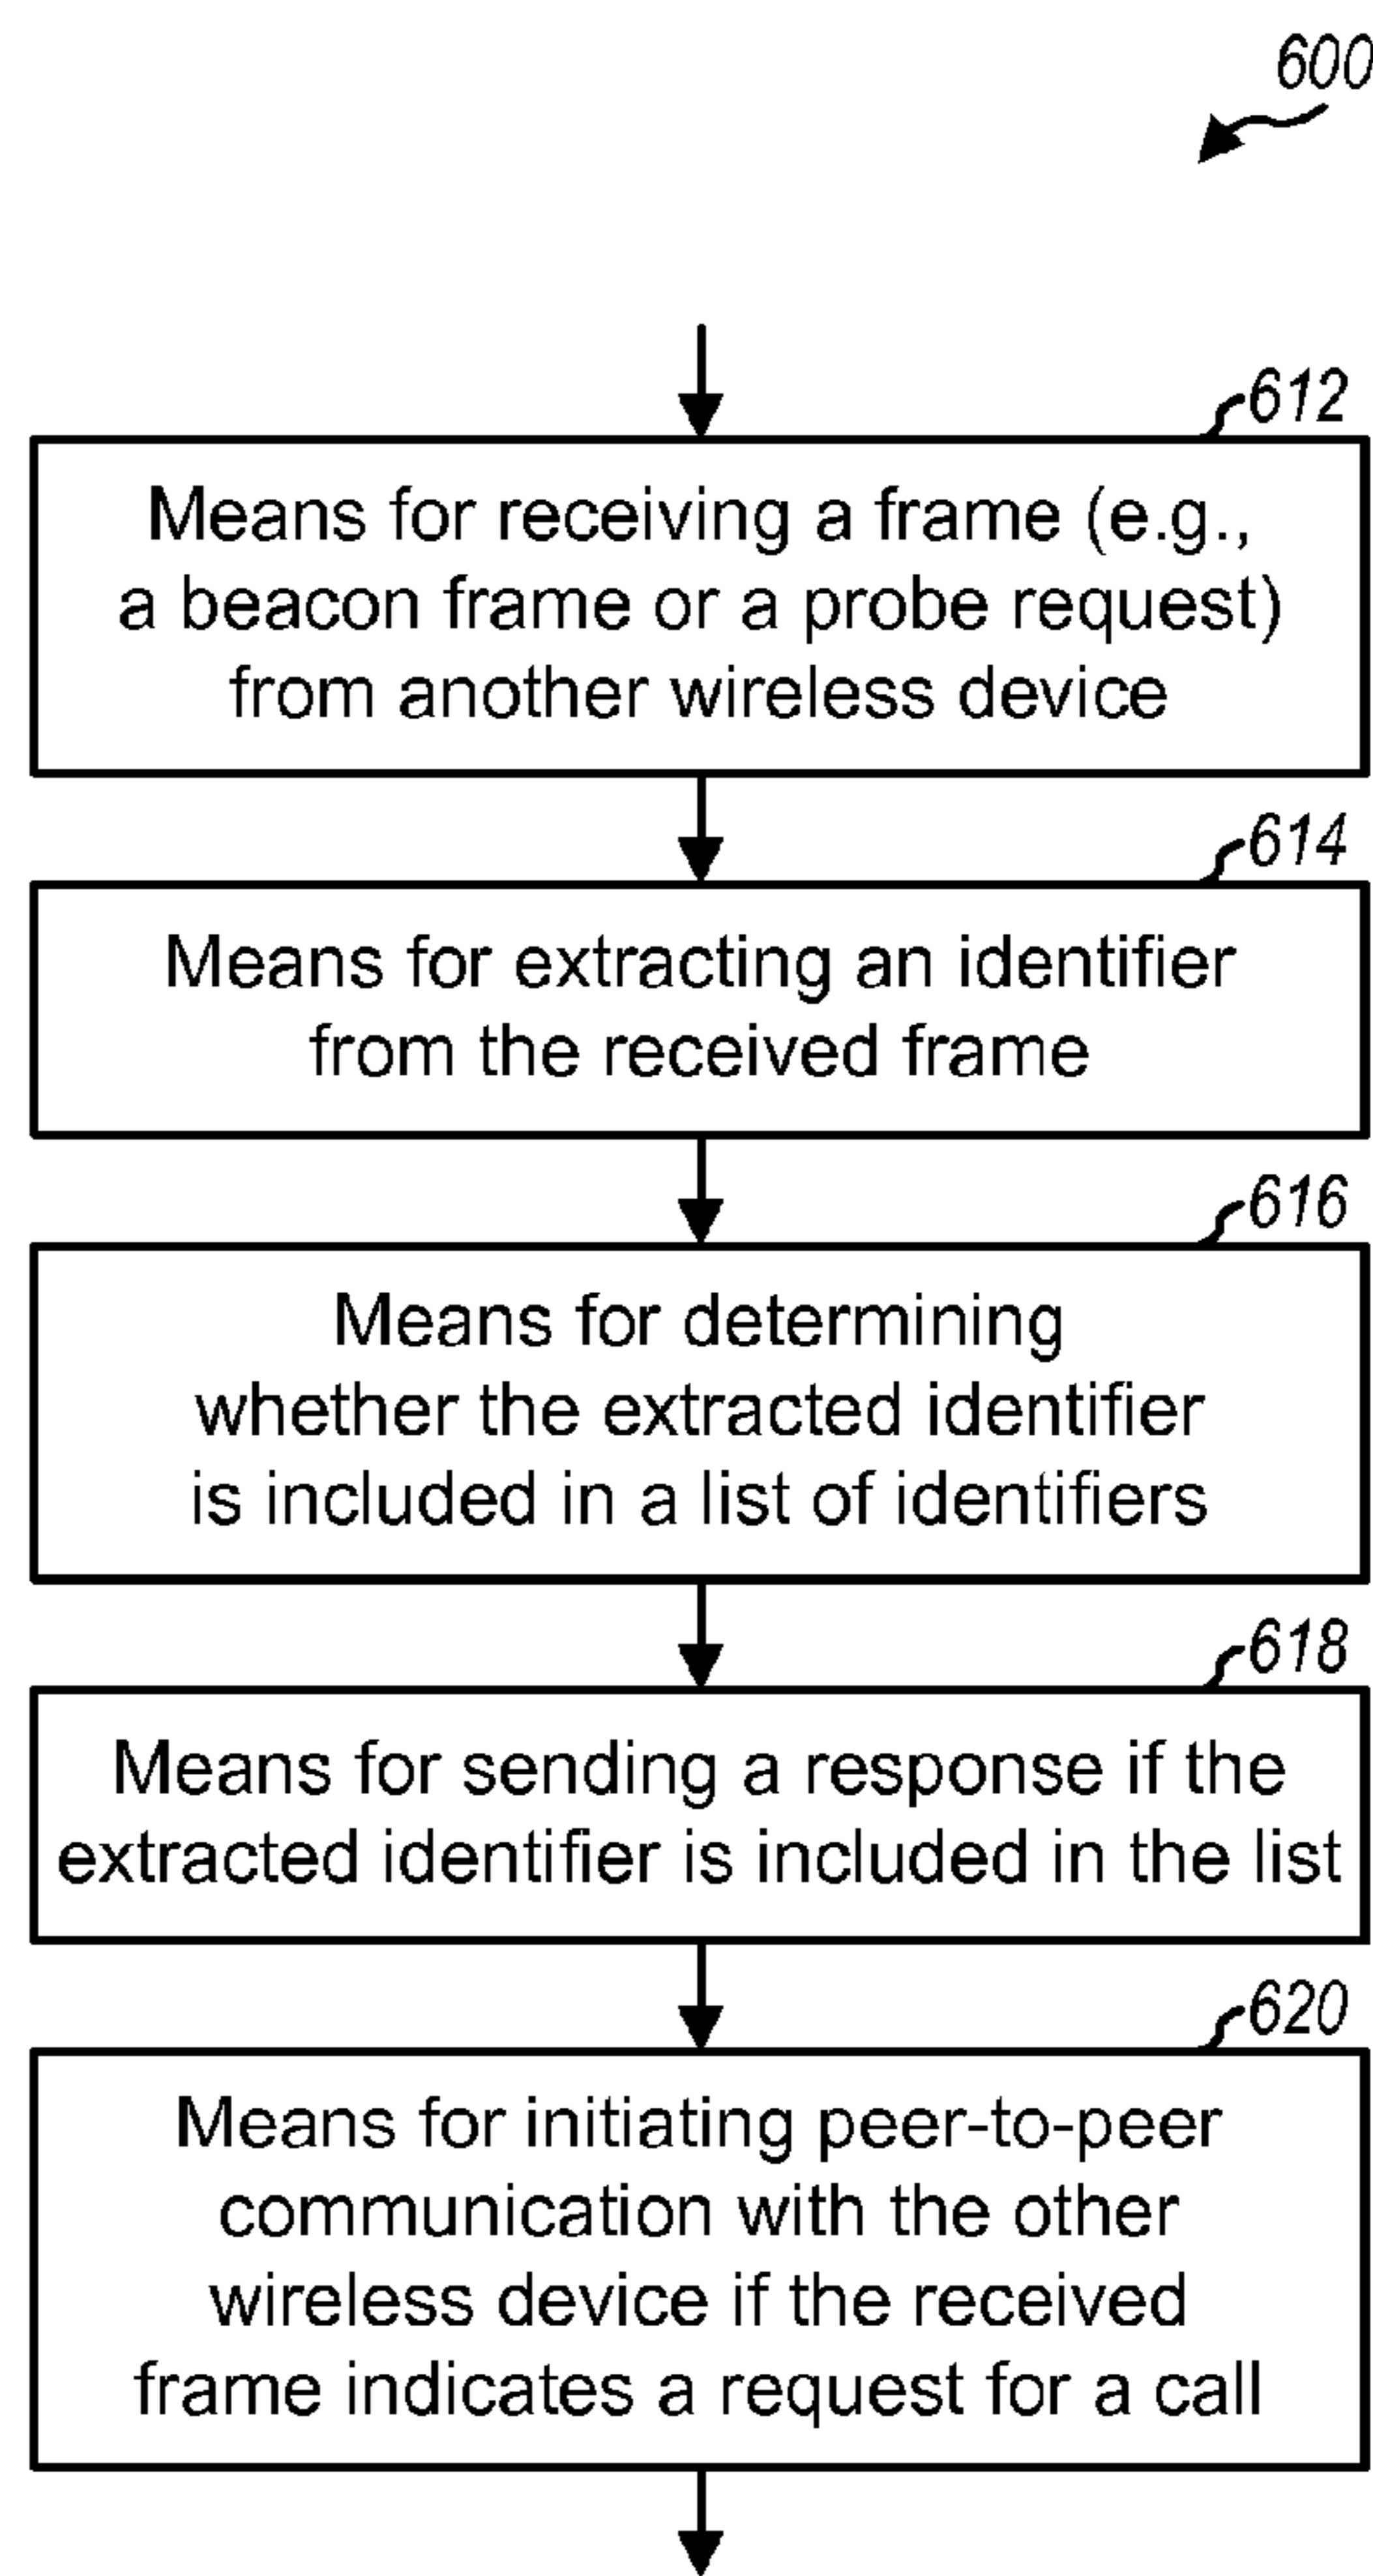 600
612
Means for receiving a frame (e.g.,
a beacon frame or a probe request)
from another wireless device
614
Means for extracting an identifier
from the received frame
616
Means for determining
whether the extracted identifier
is included in a list of identifiers
618
Means for sending a response if the
extracted identifier is included in the list
620
Means for initiating peer-to-peer
communication with the other
wireless device if the received
frame indicates a request for a call